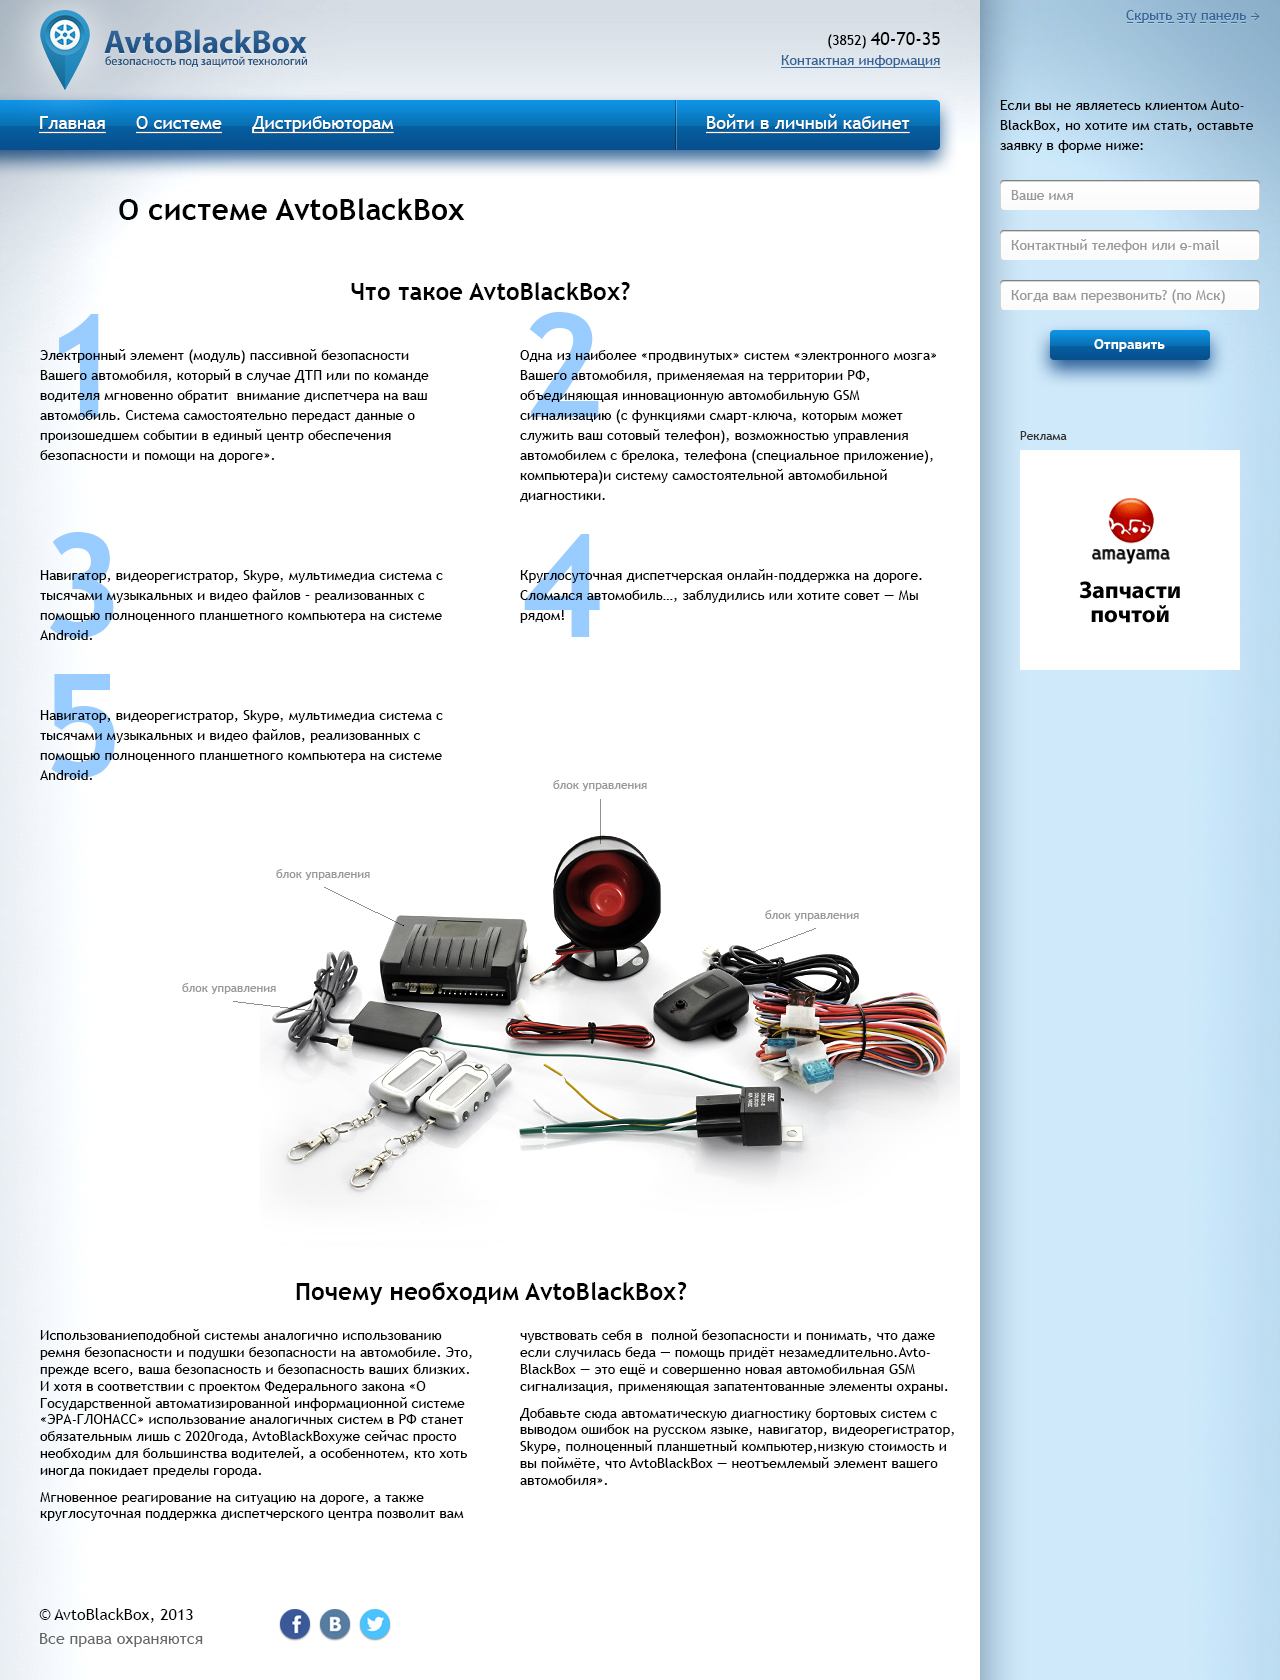 AvtoBlackBox
безопасность под защитой технологий
(3852) 40-70-35
Контактная информация
Главная
О системе
Дистрибьюторам
Войти в личный кабинет
О системе AvtoBlackBox
Что такое AvtoBlackBox?
1
Электронный элемент (модуль) пассивной безопасности
Вашего автомобиля, который в случае ДТП или по команде
водителя мгновенно обратит  внимание диспетчера на ваш
автомобиль. Система самостоятельно передаст данные о
произошедшем событии в единый центр обеспечения
безопасности и помощи на дороге».
2
Одна из наиболее «продвинутых» систем «электронного мозга»
Вашего автомобиля, применяемая на территории РФ,
объединяющая инновационную автомобильную GSM
сигнализацию (с функциями смарт-ключа, которым может
служить ваш сотовый телефон), возможностью управления
автомобилем с брелока, телефона (специальное приложение),
компьютера)и систему самостоятельной автомобильной
диагностики.
3
Навигатор, видеорегистратор, Skype, мультимедиа система с
тысячами музыкальных и видео файлов – реализованных с
помощью полноценного планшетного компьютера на системе
Android.
4
Круглосуточная диспетчерская онлайн-поддержка на дороге.
Сломался автомобиль…, заблудились или хотите совет — Мы
рядом!
5
Навигатор, видеорегистратор, Skype, мультимедиа система с
тысячами музыкальных и видео файлов, реализованных с
помощью полноценного планшетного компьютера на системе
Android.
блок управления
блок управления
блок управления
блок управления
Почему необходим AvtoBlackBox?
Использованиеподобной системы аналогично использованию
ремня безопасности и подушки безопасности на автомобиле. Это,
прежде всего, ваша безопасность и безопасность ваших близких.
И хотя в соответствии с проектом Федерального закона «О
Государственной автоматизированной информационной системе
«ЭРА-ГЛОНАСС» использование аналогичных систем в РФ станет
обязательным лишь с 2020года, AvtoBlackBoxуже сейчас просто
необходим для большинства водителей, а особеннотем, кто хоть
иногда покидает пределы города.
Мгновенное реагирование на ситуацию на дороге, а также
круглосуточная поддержка диспетчерского центра позволит вам
чувствовать себя в  полной безопасности и понимать, что даже
если случилась беда — помощь придёт незамедлительно.Avto-
BlackBox — это ещё и совершенно новая автомобильная GSM
сигнализация, применяющая запатентованные элементы охраны.
Добавьте сюда автоматическую диагностику бортовых систем с
выводом ошибок на русском языке, навигатор, видеорегистратор,
Skype, полноценный планшетный компьютер,низкую стоимость и
вы поймёте, что AvtoBlackBox — неотъемлемый элемент вашего
автомобиля».
© AvtoBlackBox, 2013
Все права охраняются
f
В
Скрыть эту панель →
Если вы не являетесь клиентом Auto-
BlackBox, но хотите им стать, оставьте
заявку в форме ниже:
Ваше имя
Контактный телефон или e-mail
Когда вам перезвонить? (по Мск)
Отправить
Реклама
amayama
Запчасти
почтой